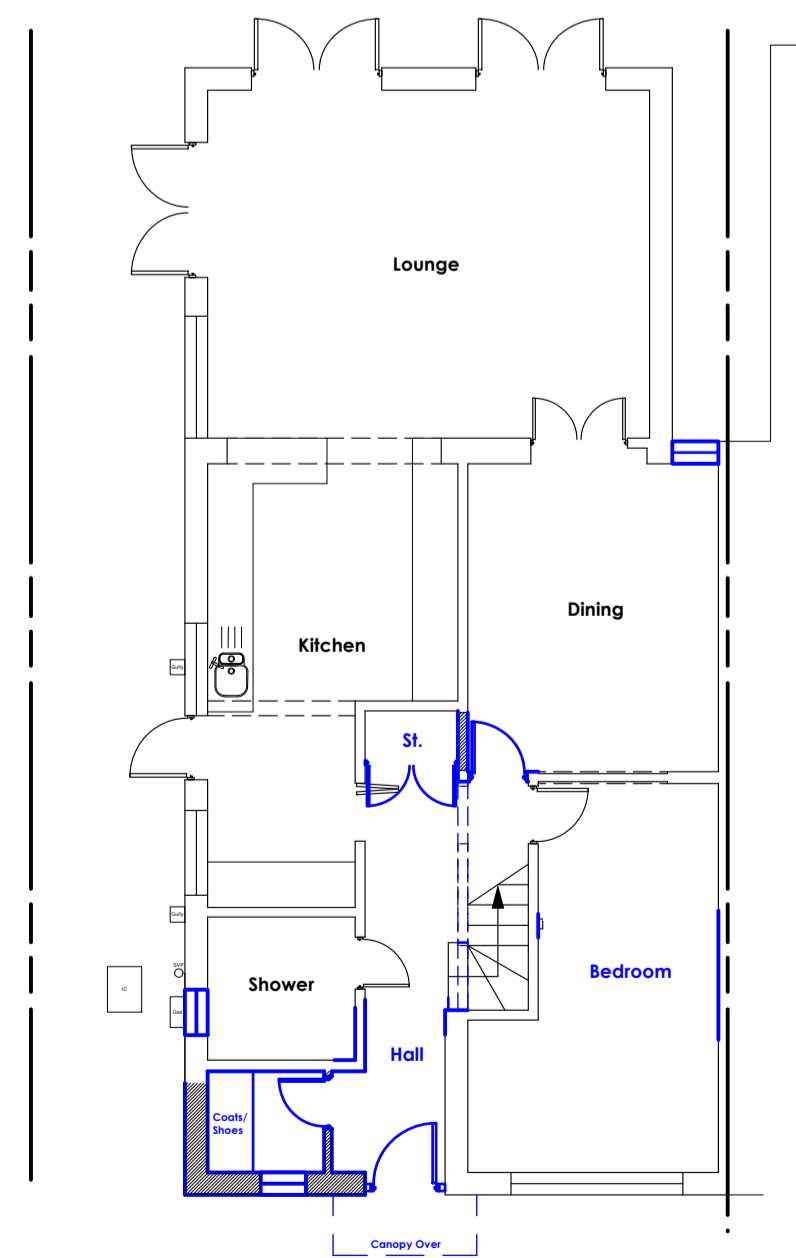 Lounge
Dining
Kitchen
Gully
St.
Gully
SVP
Shower
Bedroom
IC
Gas
Hall
Coats/
Shoes
Canopy Over